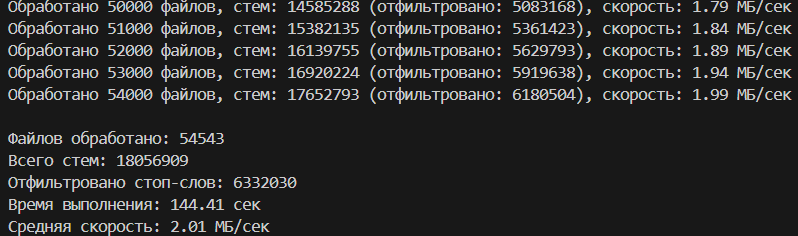 Обработано 50000 файлов, стем: 14585288 (отфильтровано: 5083168), скорость: 1.79 МБ/сек
Обработано 51000 файлов, стем: 15382135 (отфильтровано: 5361423), скорость: 1.84 МБ/сек
Обработано 52000 файлов, стем: 16139755 (отфильтровано: 5629793), скорость: 1.89 МБ/сек
Обработано 53000 файлов, стем: 16920224 (отфильтровано: 5919638), скорость: 1.94 МБ/сек
Обработано 54000 файлов, стем: 17652793 (отфильтровано: 6180504), скорость: 1.99 МБ/сек
Файлов обработано: 54543
Всего стем: 18056909
Отфильтровано стоп-слов: 6332030
Время выполнения: 144.41 сек
Средняя скорость: 2.01 МБ/сек